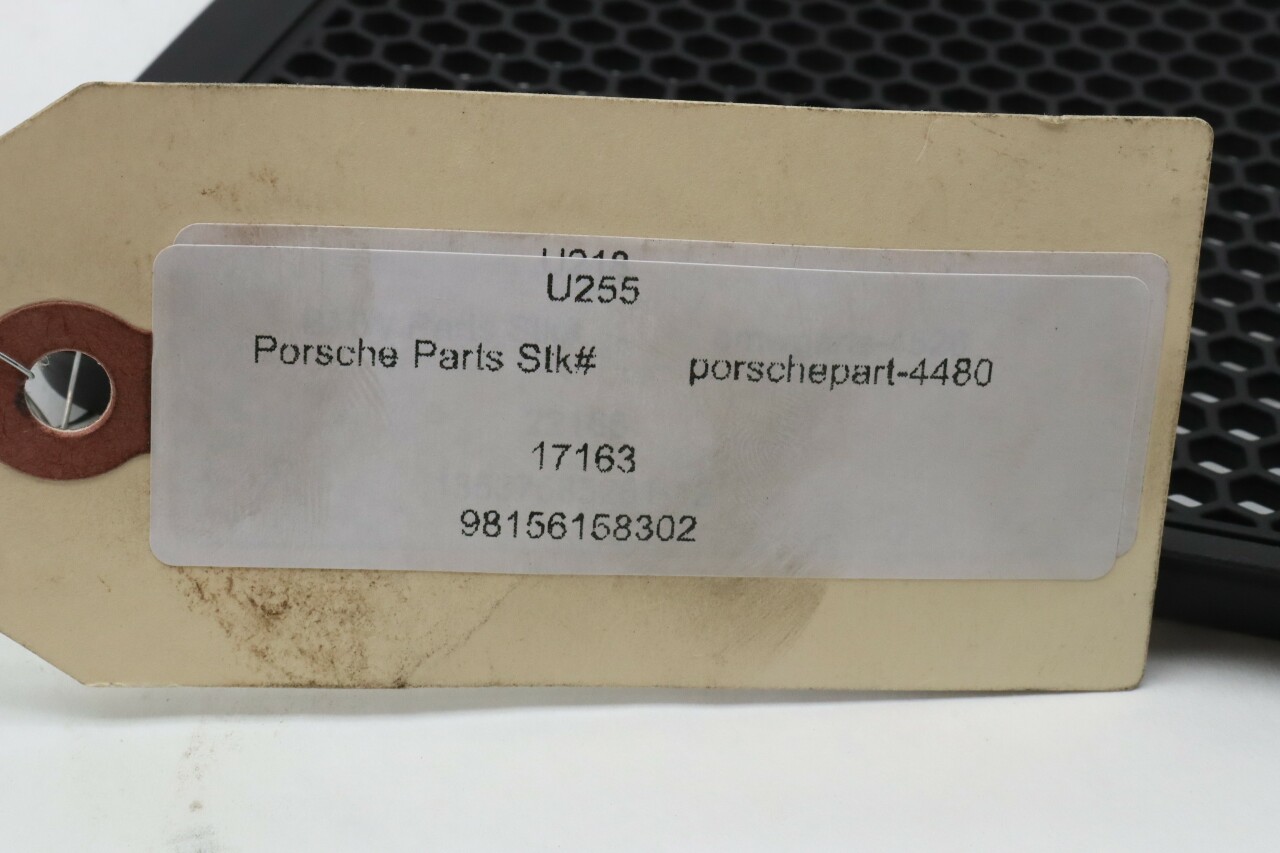 U255
Porsche Parts Stk# porschepart-4480
17163
98156158302